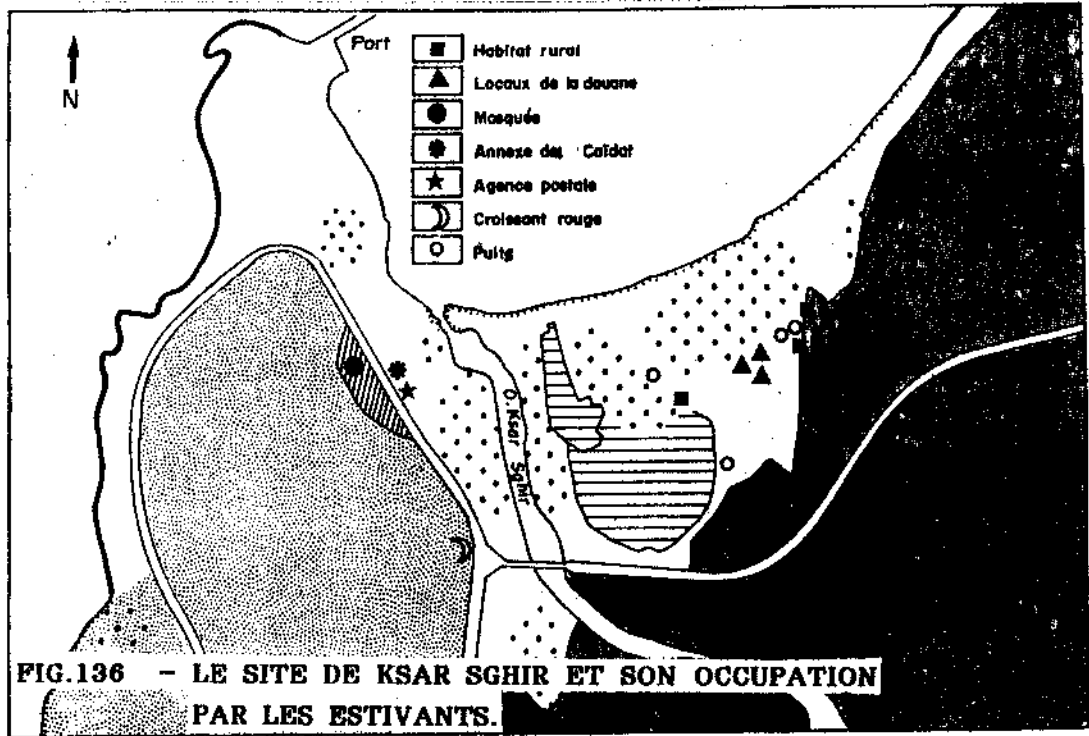 N
Port
Habitat rural
Locaux de la douane
Mosquée
Annexe des Caïdat
Agence postale
Croissant rouge
Puits
O. Ksar Sghir
FIG.136 - LE SITE DE KSAR SGHIR ET SON OCCUPATION
PAR LES ESTIVANTS.